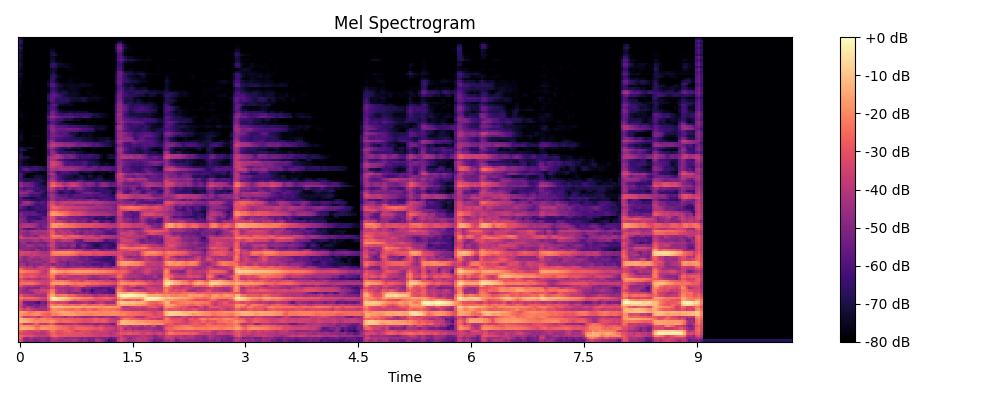 Mel Spectrogram
+0 dB
-10 dB
-20 dB
-30 dB
-40 dB
-50 dB
-60 dB
-70 dB
-80 dB
0 1.5 3 4.5 6 7.5 9
Time